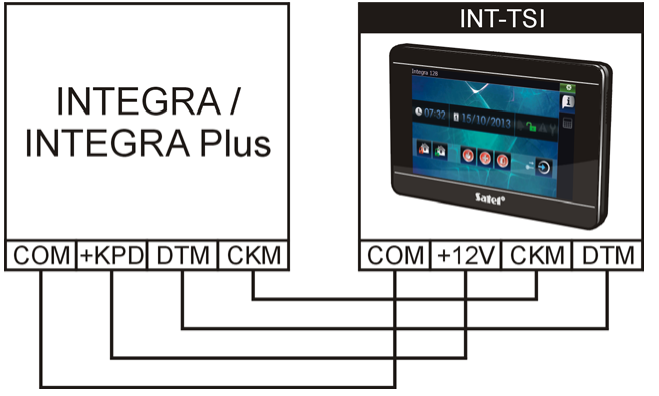 INT-TSI
INTEGRA /
INTEGRA Plus
Integra 128
07:32 15/10/2013
Satel®
COM +KPD DTM CKM
COM +12V CKM DTM